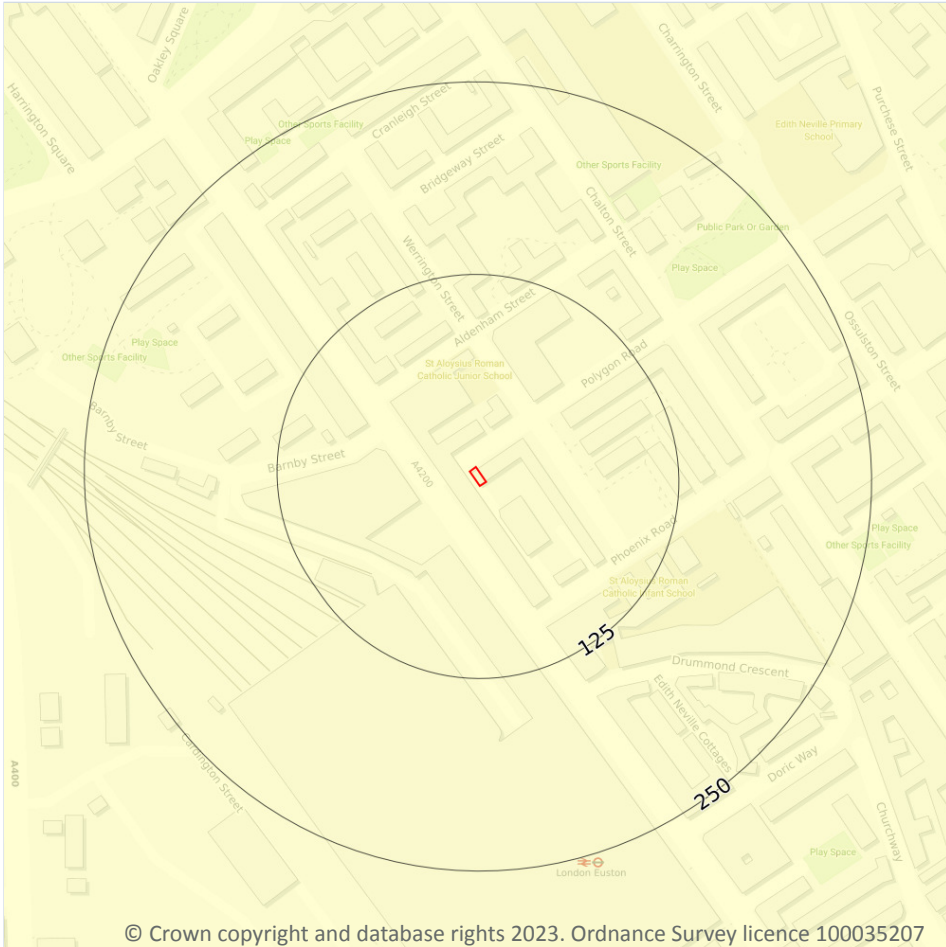 Oakley Square
Charrington Street
Harrington Square
Purchese Street
Cranleigh Street
Other Sports Facility
Play Space
Edith Neville Primary
School
Bridgeway Street
Other Sports Facility
Chalton Street
Public Park Or Garden
Werrington Street
Play Space
Aldenham Street
Ossulston Street
Play Space
Other Sports Facility
St Aloysius Roman
Catholic Junior School
Polygon Road
Barnby Street
Barnby Street
A4200
Phoenix Road
Play Space
Other Sports Facility
St Aloysius Roman
Catholic Infant School
125
Drummond Crescent
Edith Neville Cottages
Cardington Street
A400
Doric Way
250
Churchway
Play Space
London Euston
© Crown copyright and database rights 2023. Ordnance Survey licence 100035207